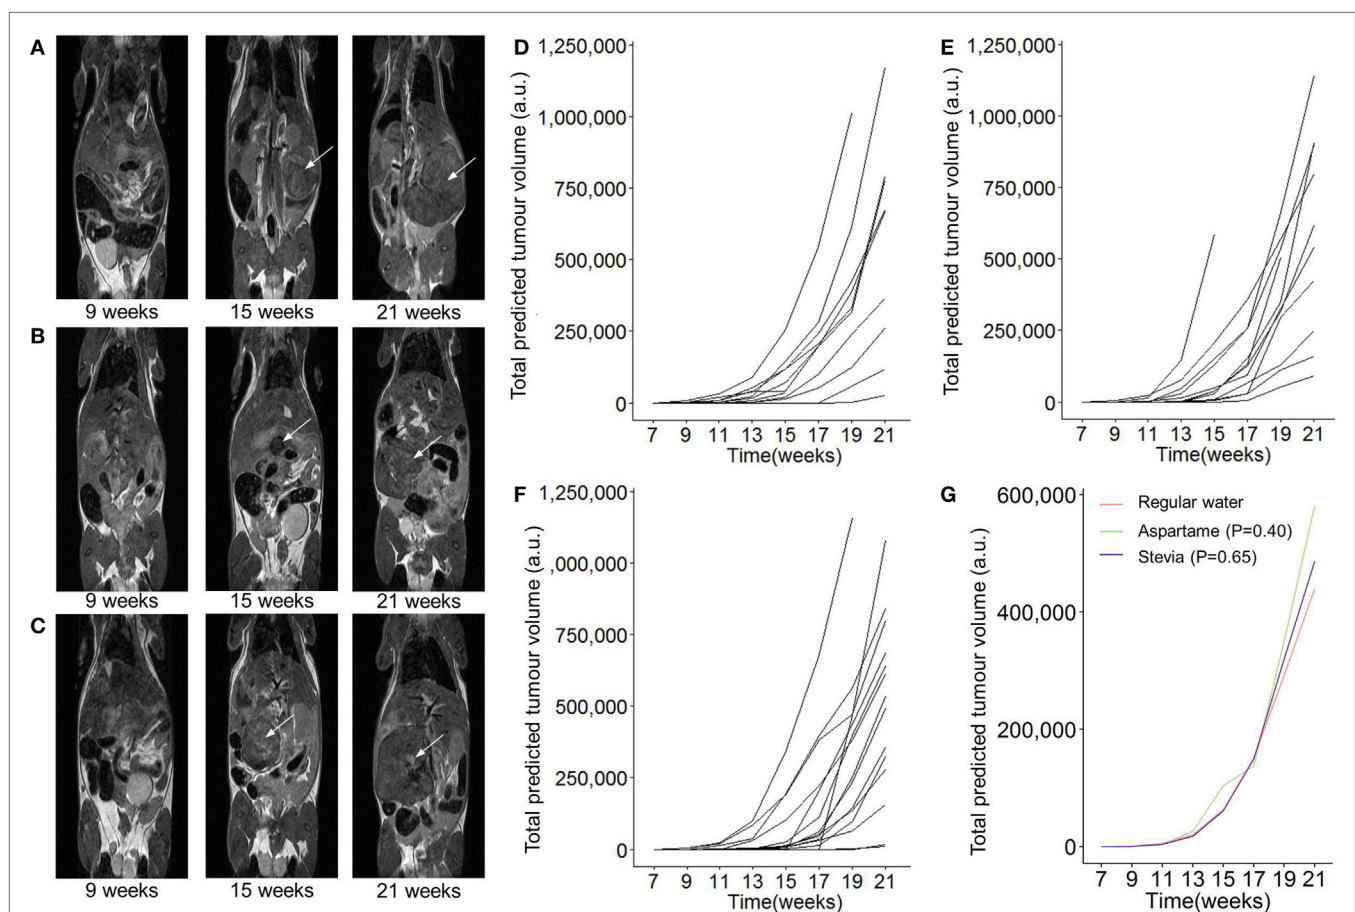 A
9 weeks
15 weeks
21 weeks
B
9 weeks
15 weeks
21 weeks
C
9 weeks
15 weeks
21 weeks
D
Total predicted tumour volume (a.u.)
1,250,000
1,000,000
750,000
500,000
250,000
0
7 9 11 13 15 17 19 21
Time(weeks)
E
Total predicted tumour volume (a.u.)
1,250,000
1,000,000
750,000
500,000
250,000
0
7 9 11 13 15 17 19 21
Time(weeks)
F
Total predicted tumour volume (a.u.)
1,250,000
,000,000
750,000
500,000
250,000
0
7 9 11 13 15 17 19 21
Time(weeks)
G
Total predicted tumour volume (a.u.)
600,000
400,000
200,000
0
Regular water
Aspartame (P=0.40)
Stevia (P=0.65)
7 9 11 13 15 17 19 21
Time(weeks)